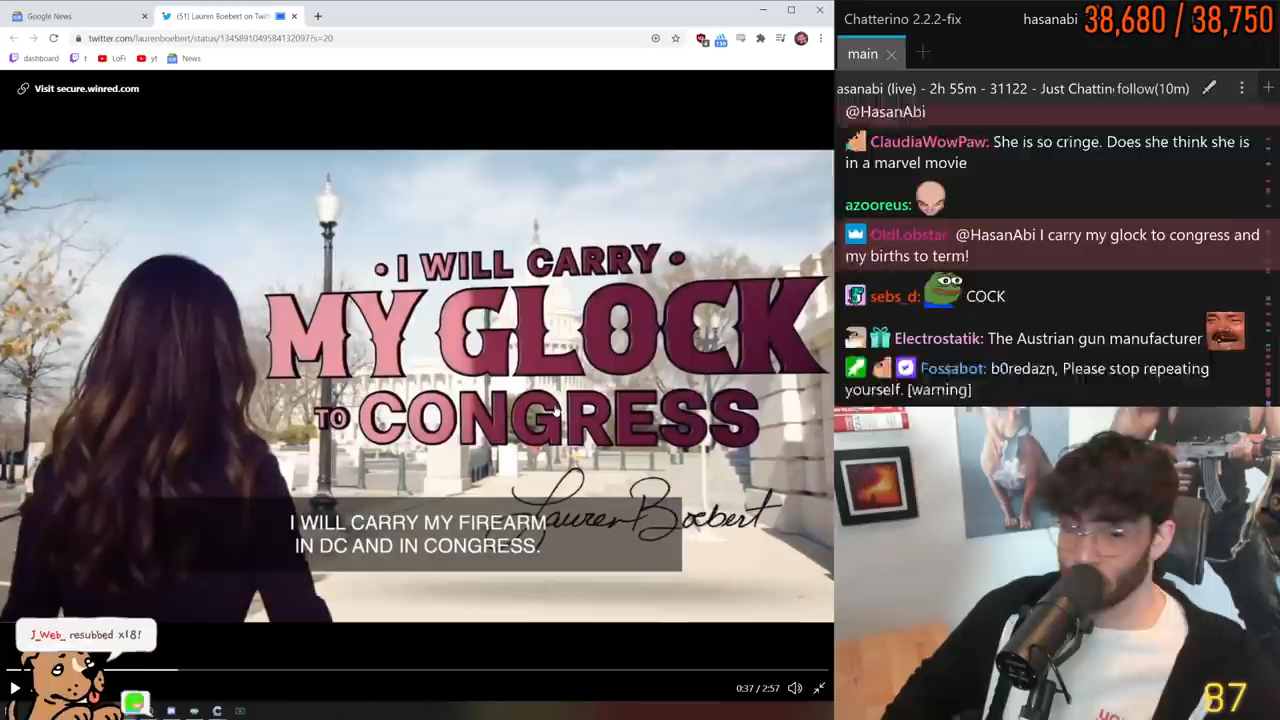 Google News
(51) Lauren Boebert on Twitt
twitter.com/laurenboebert/status/1345891049584132097?s=20
dashboard
t
LoFi
yt
News
Visit secure.winred.com
• I WILL CARRY •
MY GLOCK
TO CONGRESS
Lauren Boebert
I WILL CARRY MY FIREARM
IN DC AND IN CONGRESS.
J_Web_ resubbed x18!
0:37 / 2:57
Chatterino 2.2.2-fix
hasanabi
38,680 / 38,750
main
asanabi (live) - 2h 55m - 31122 - Just Chattin
follow(10m)
@HasanAbi
ClaudiaWowPaw: She is so cringe. Does she think she is
in a marvel movie
azooreus:
OldLobstar @HasanAbi I carry my glock to congress and
my births to term!
sebs_d: COCK
Electrostatik: The Austrian gun manufacturer
Fossabot: b0redazn, Please stop repeating
yourself. [warning]
87